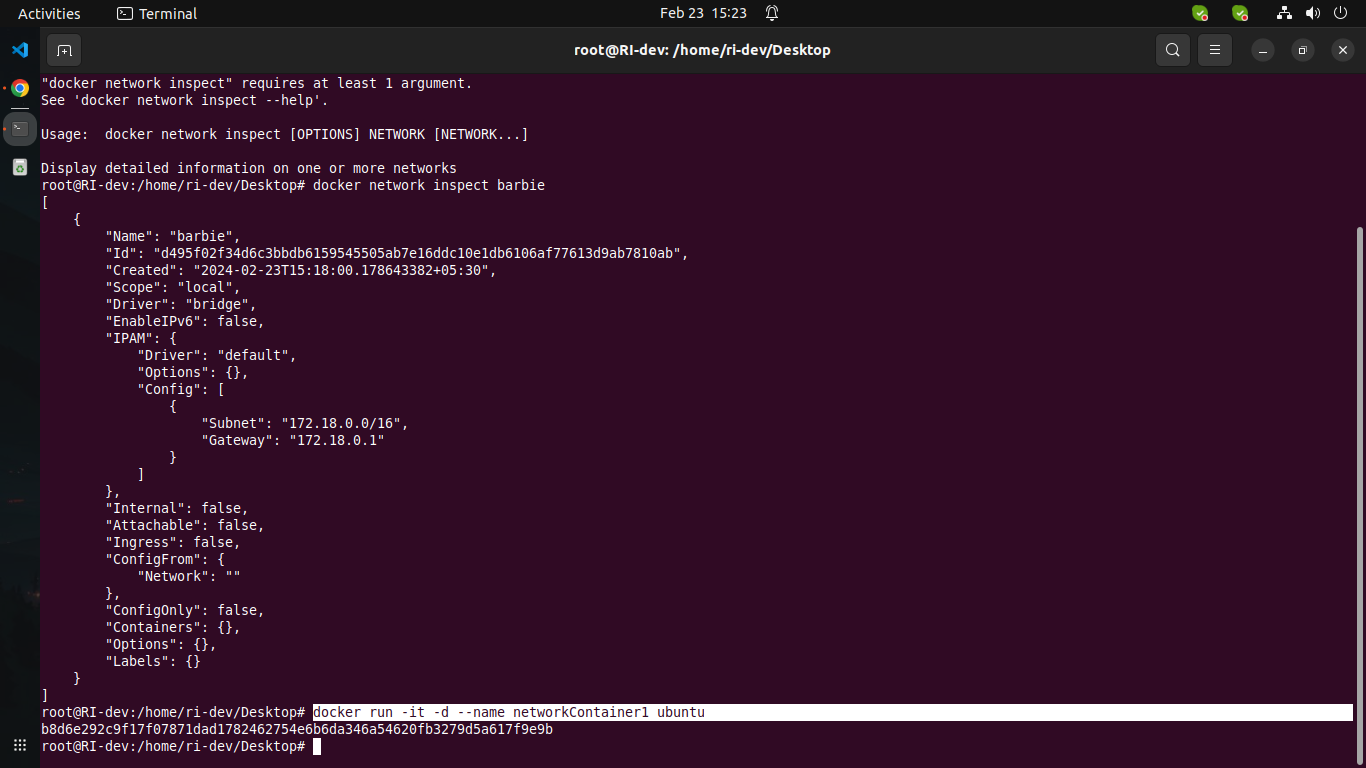 Activities
Terminal
Feb 23 15:23
root@RI-dev: /home/ri-dev/Desktop
"docker network inspect" requires at least 1 argument.
See 'docker network inspect --help'.
Usage:  docker network inspect [OPTIONS] NETWORK [NETWORK...]
Display detailed information on one or more networks
root@RI-dev:/home/ri-dev/Desktop# docker network inspect barbie
[
    {
        "Name": "barbie",
        "Id": "d495f02f34d6c3bbdb6159545505ab7e16ddc10e1db6106af77613d9ab7810ab",
        "Created": "2024-02-23T15:18:00.178643382+05:30",
        "Scope": "local",
        "Driver": "bridge",
        "EnableIPv6": false,
        "IPAM": {
            "Driver": "default",
            "Options": {},
            "Config": [
                {
                    "Subnet": "172.18.0.0/16",
                    "Gateway": "172.18.0.1"
                }
            ]
        },
        "Internal": false,
        "Attachable": false,
        "Ingress": false,
        "ConfigFrom": {
            "Network": ""
        },
        "ConfigOnly": false,
        "Containers": {},
        "Options": {},
        "Labels": {}
    }
]
root@RI-dev:/home/ri-dev/Desktop# docker run -it -d --name networkContainer1 ubuntu
b8d6e292c9f17f07871dad1782462754e6b6da346a54620fb3279d5a617f9e9b
root@RI-dev:/home/ri-dev/Desktop#